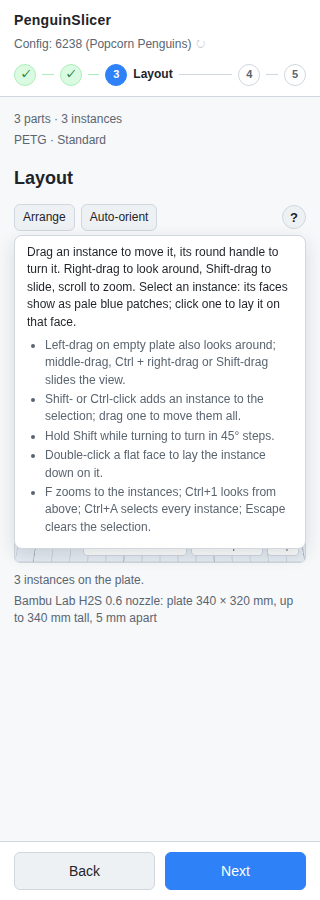 PenguinSlicer
Config: 6238 (Popcorn Penguins)
✓ ✓ 3 Layout 4 5
3 parts · 3 instances
PETG · Standard
Layout
Arrange Auto-orient ?
Drag an instance to move it, its round handle to
turn it. Right-drag to look around, Shift-drag to
slide, scroll to zoom. Select an instance: its faces
show as pale blue patches; click one to lay it on
that face.
• Left-drag on empty plate also looks around;
middle-drag, Ctrl + right-drag or Shift-drag
slides the view.
• Shift- or Ctrl-click adds an instance to the
selection; drag one to move them all.
• Hold Shift while turning to turn in 45° steps.
• Double-click a flat face to lay the instance
down on it.
• F zooms to the instances; Ctrl+1 looks from
above; Ctrl+A selects every instance; Escape
clears the selection.
3 instances on the plate.
Bambu Lab H2S 0.6 nozzle: plate 340 × 320 mm, up
to 340 mm tall, 5 mm apart
Back Next